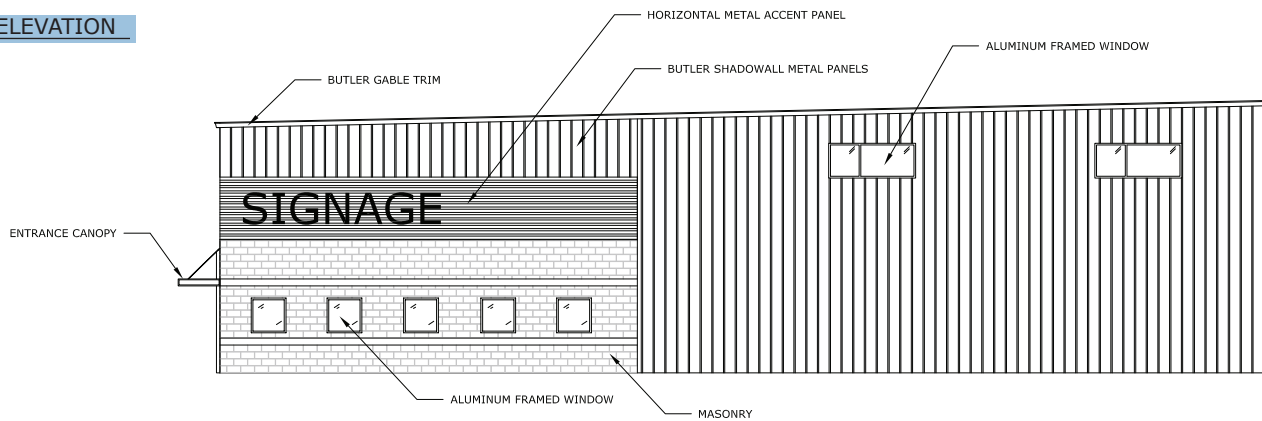 ELEVATION
HORIZONTAL METAL ACCENT PANEL
ALUMINUM FRAMED WINDOW
BUTLER SHADOWALL METAL PANELS
BUTLER GABLE TRIM
SIGNAGE
ENTRANCE CANOPY
ALUMINUM FRAMED WINDOW
MASONRY